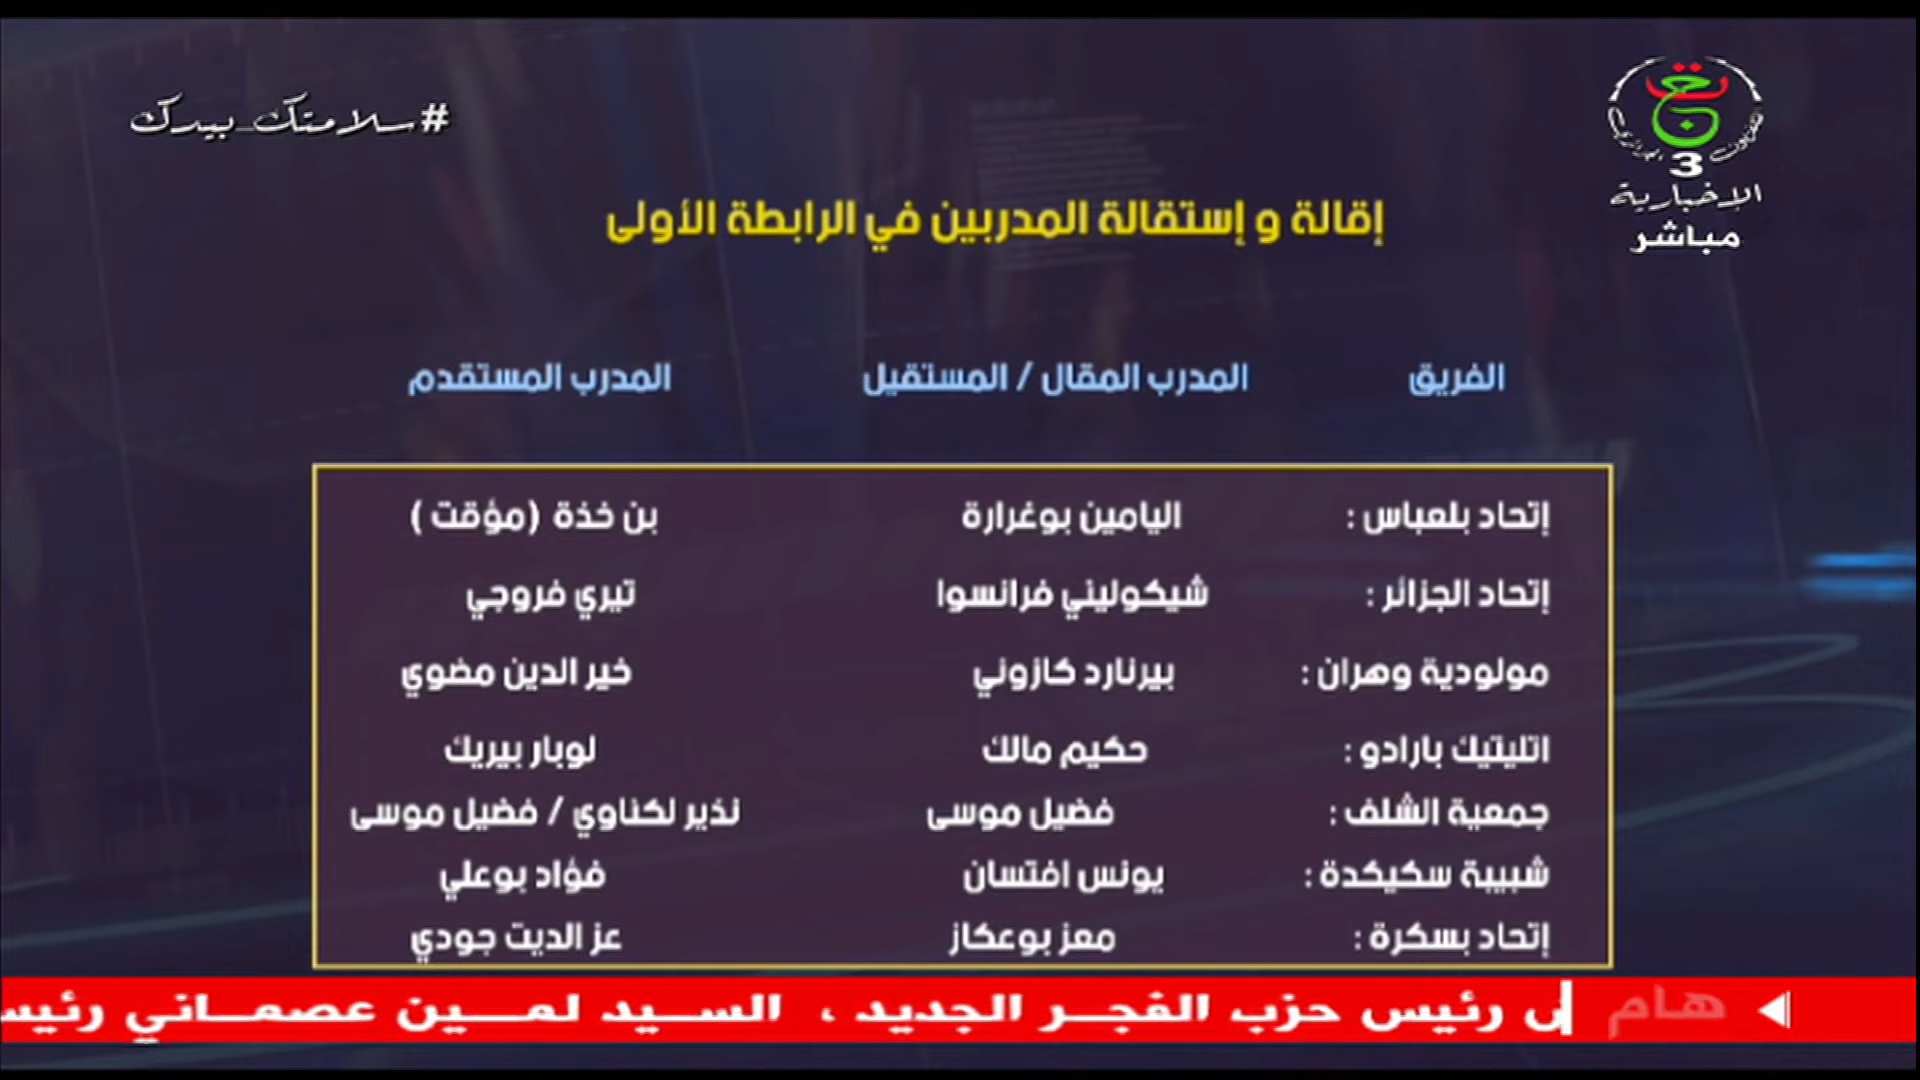 #سلامتك_بيدك
3
الإخبارية
مباشر
إقالة و إستقالة المدربين في الرابطة الأولى
الفريق المدرب المقال / المستقيل المدرب المستقدم
إتحاد بلعباس : اليامين بوغرارة بن خذة (مؤقت )
إتحاد الجزائر : شيكوليني فرانسوا تيري فروجي
مولودية وهران : بيرنارد كازوني خير الدين مضوي
اتليتيك بارادو : حكيم مالك لوبار بيريك
جمعية الشلف : فضيل موسى نذير لكناوي / فضيل موسى
شبيبة سكيكدة : يونس افتسان فؤاد بوعلي
إتحاد بسكرة : معز بوعكاز عز الديت جودي
هام
رئيس حزب الفجر الجديد ، السيد لمين عصماني رئيس